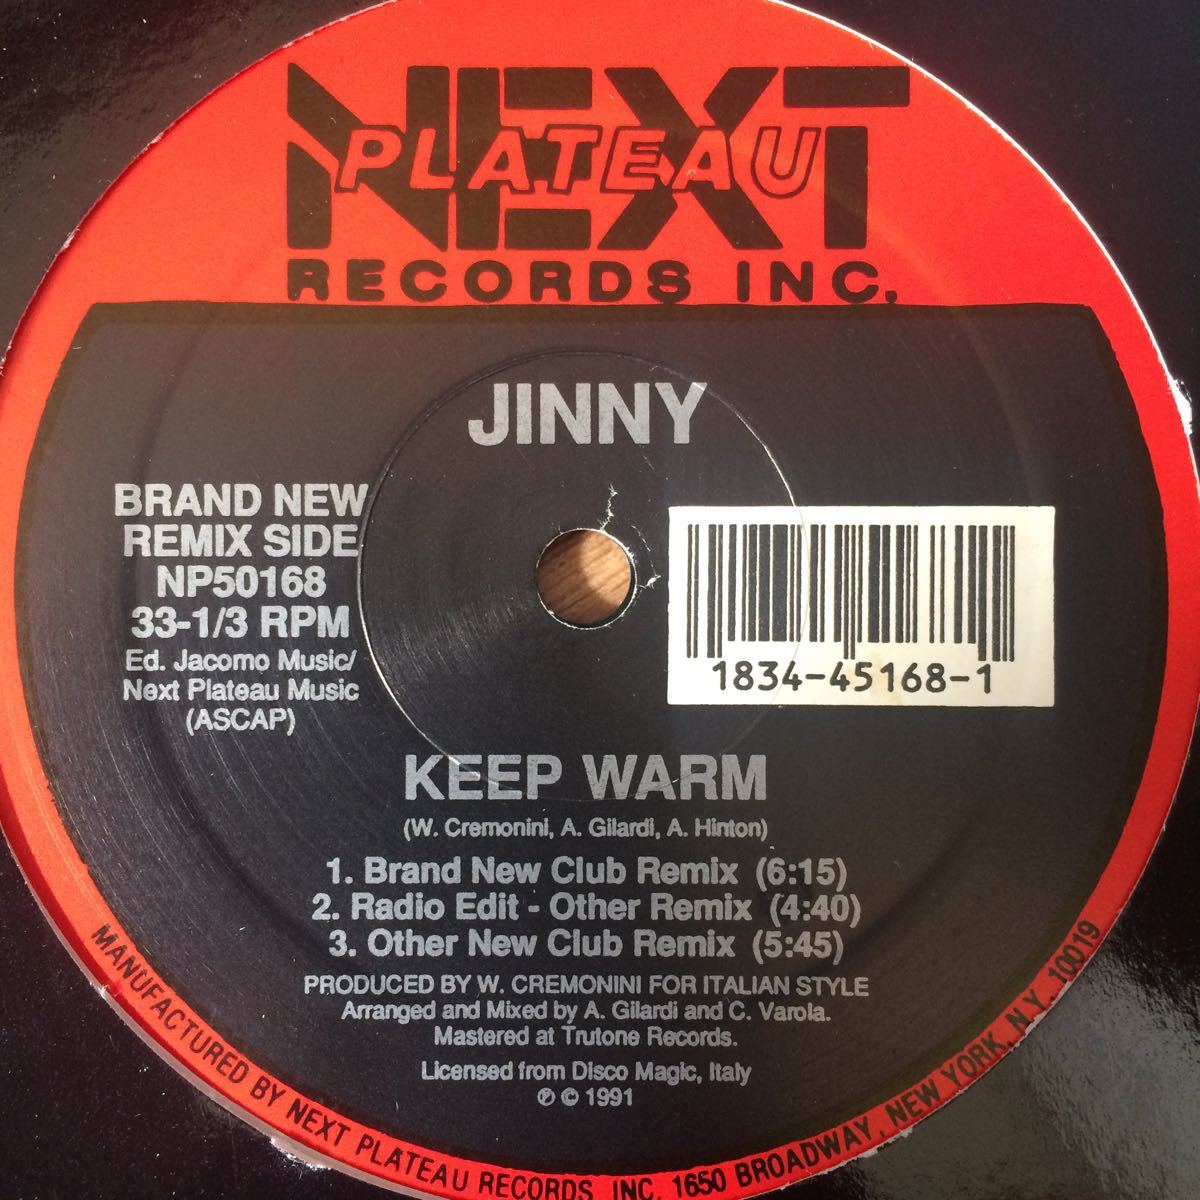 NEXT
PLATEAU
RECORDS INC.
JINNY
BRAND NEW
REMIX SIDE
NP50168
33-1/3 RPM
Ed. Jacomo Music/
Next Plateau Music
(ASCAP)
1834-45168-1
KEEP WARM
(W. Cremonini, A. Gilardi, A. Hinton)
1. Brand New Club Remix (6:15)
2. Radio Edit - Other Remix (4:40)
3. Other New Club Remix (5:45)
PRODUCED BY W. CREMONINI FOR ITALIAN STYLE
Arranged and Mixed by A. Gilardi and C. Varola.
Mastered at Trutone Records.
Licensed from Disco Magic, Italy
℗ © 1991
MANUFACTURED BY NEXT PLATEAU RECORDS, INC. 1650 BROADWAY, NEW YORK, N.Y. 10019